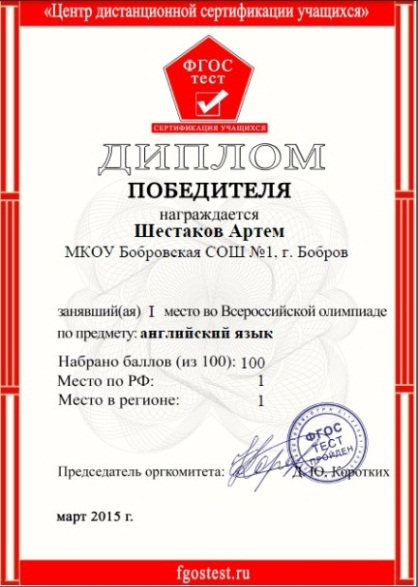 «Центр дистанционной сертификации учащихся»
ФГОС
тест
СЕРТИФИКАЦИЯ УЧАЩИХСЯ
ДИПЛОМ
ПОБЕДИТЕЛЯ
награждается
Шестаков Артем
МКОУ Бобровская СОШ №1, г. Бобров
занявший(ая) I место во Всероссийской олимпиаде
по предмету: английский язык
Набрано баллов (из 100): 100
Место по РФ: 1
Место в регионе: 1
ФГОС
ТЕСТ
ПРОЙДЕН
Председатель оргкомитета: Д. Ю. Коротких
март 2015 г.
fgostest.ru